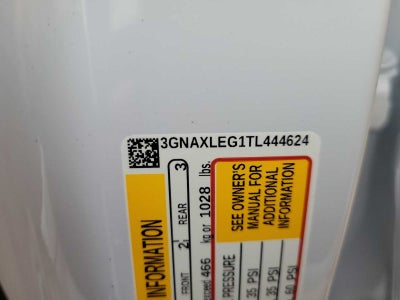 3GNAXLEG1TL444624
INFORMATION
FRONT 2 REAR 3
466 kg or 1028 lbs.
SEE OWNER'S
MANUAL FOR
ADDITIONAL
INFORMATION
PRESSURE
35 PSI
35 PSI
60 PSI